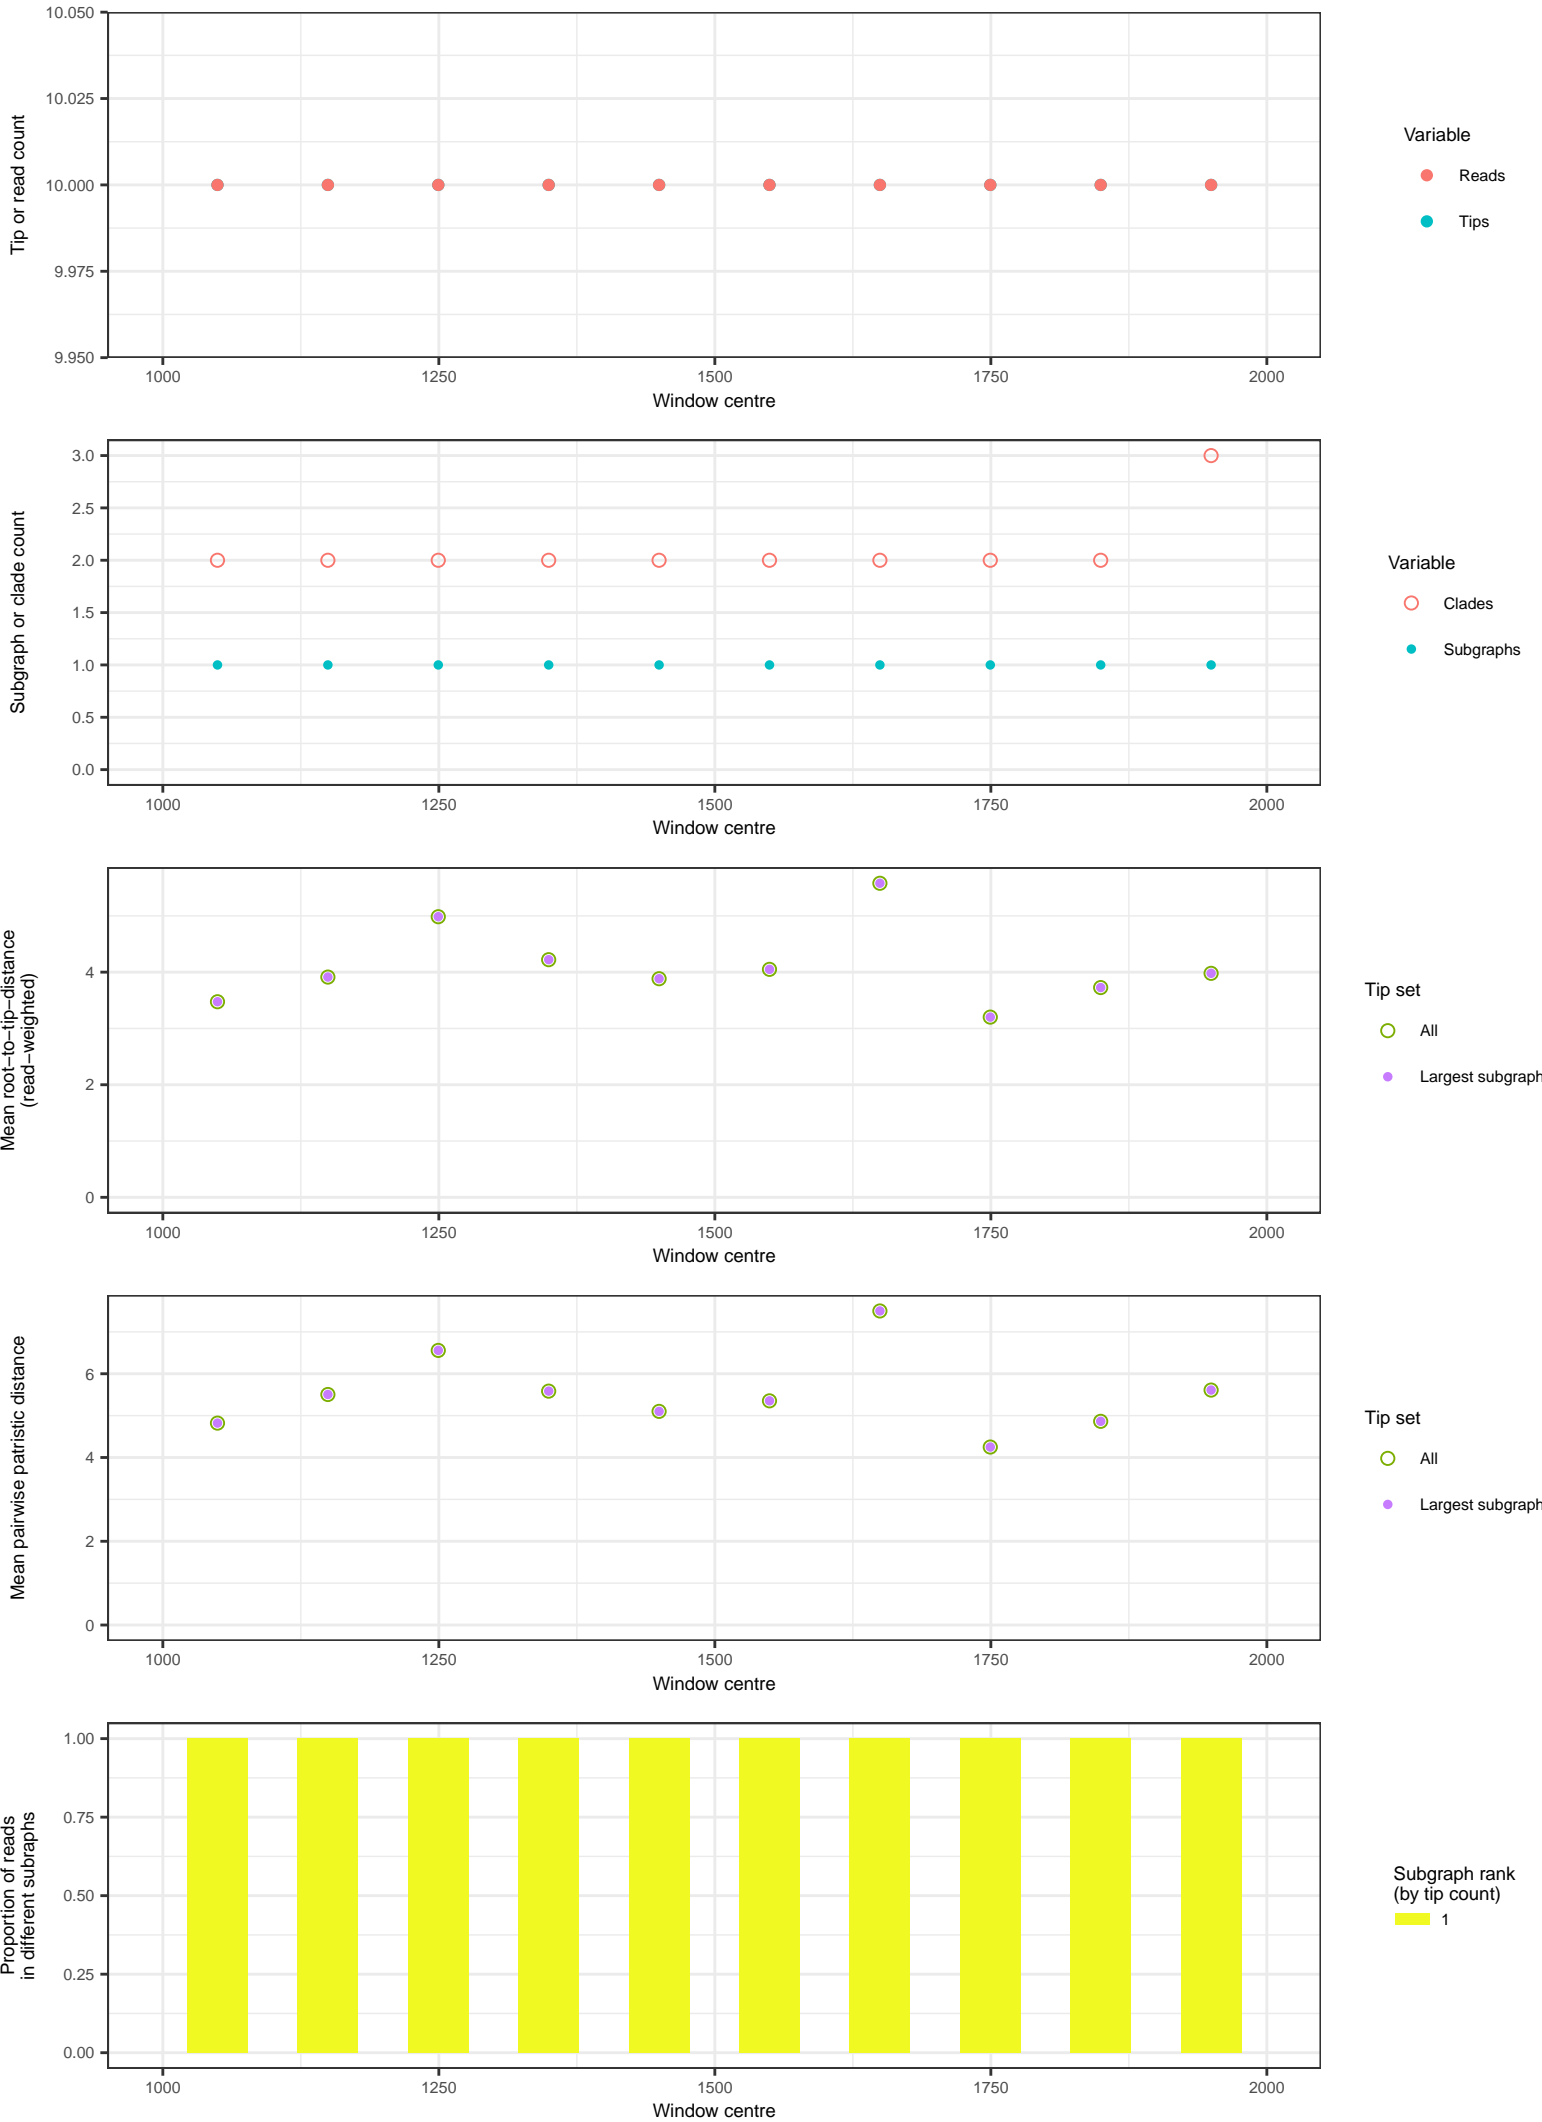 10.050
10.025
10.000
9.975
9.950
Tip or read count
1000 1250 1500 1750 2000
Window centre
Variable
Reads
Tips
3.0
2.5
2.0
1.5
1.0
0.5
0.0
Subgraph or clade count
1000 1250 1500 1750 2000
Window centre
Variable
Clades
Subgraphs
4
2
0
Mean root−to−tip−distance
(read−weighted)
1000 1250 1500 1750 2000
Window centre
Tip set
All
Largest subgraph
6
4
2
0
Mean pairwise patristic distance
1000 1250 1500 1750 2000
Window centre
Tip set
All
Largest subgraph
1.00
0.75
0.50
0.25
0.00
Proportion of reads
in different subraphs
1000 1250 1500 1750 2000
Window centre
Subgraph rank
(by tip count)
1